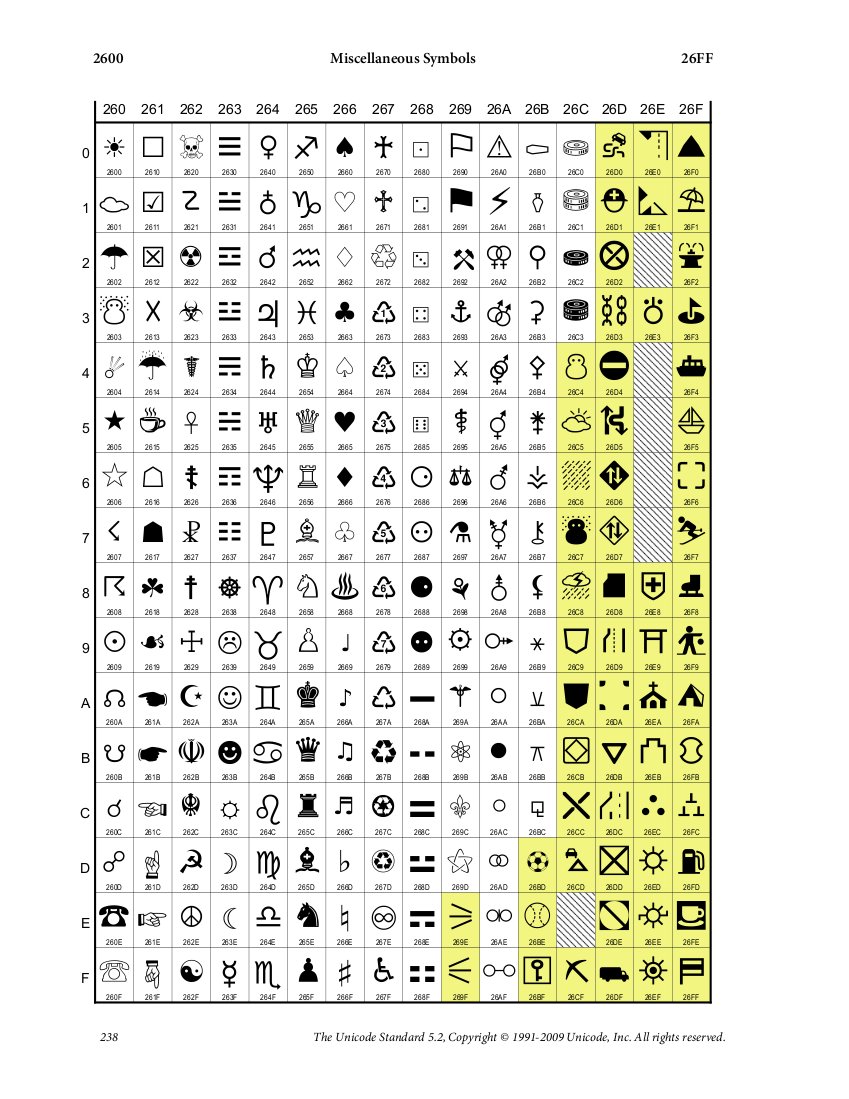 2600 Miscellaneous Symbols 26FF
260 261 262 263 264 265 266 267 268 269 26A 26B 26C 26D 26E 26F
0 ☀ ☐ ☠ ☰ ♀ ♐ ♠ ♰ ⚀ ⚐ ⚠ ⚰ ⛀ ⛐ ⛠ ⛰
2600 2610 2620 2630 2640 2650 2660 2670 2680 2690 26A0 26B0 26C0 26D0 26E0 26F0
1 ☁ ☑ ☡ ☱ ♁ ♑ ♡ ♱ ⚁ ⚑ ⚡ ⚱ ⛁ ⛑ ⛡ ⛱
2601 2611 2621 2631 2641 2651 2661 2671 2681 2691 26A1 26B1 26C1 26D1 26E1 26F1
2 ☂ ☒ ☢ ☲ ♂ ♒ ♢ ♲ ⚂ ⚒ ⚢ ⚲ ⛂ ⛒ ⛲
2602 2612 2622 2632 2642 2652 2662 2672 2682 2692 26A2 26B2 26C2 26D2 26F2
3 ☃ ☓ ☣ ☳ ♃ ♓ ♣ ♳ ⚃ ⚓ ⚣ ⚳ ⛃ ⛓ ⛣ ⛳
2603 2613 2623 2633 2643 2653 2663 2673 2683 2693 26A3 26B3 26C3 26D3 26E3 26F3
4 ☄ ☔ ☤ ☴ ♄ ♔ ♤ ♴ ⚄ ⚔ ⚤ ⚴ ⛄ ⛔ ⛴
2604 2614 2624 2634 2644 2654 2664 2674 2684 2694 26A4 26B4 26C4 26D4 26F4
5 ★ ☕ ☥ ☵ ♅ ♕ ♥ ♵ ⚅ ⚕ ⚥ ⚵ ⛅ ⛕ ⛵
2605 2615 2625 2635 2645 2655 2665 2675 2685 2695 26A5 26B5 26C5 26D5 26F5
6 ☆ ☖ ☦ ☶ ♆ ♖ ♦ ♶ ⚆ ⚖ ⚦ ⚶ ⛆ ⛖ ⛶
2606 2616 2626 2636 2646 2656 2666 2676 2686 2696 26A6 26B6 26C6 26D6 26F6
7 ☇ ☗ ☧ ☷ ♇ ♗ ♧ ♷ ⚇ ⚗ ⚧ ⚷ ⛇ ⛗ ⛷
2607 2617 2627 2637 2647 2657 2667 2677 2687 2697 26A7 26B7 26C7 26D7 26F7
8 ☈ ☘ ☨ ☸ ♈ ♘ ♨ ♸ ⚈ ⚘ ⚨ ⚸ ⛈ ⛘ ⛨ ⛸
2608 2618 2628 2638 2648 2658 2668 2678 2688 2698 26A8 26B8 26C8 26D8 26E8 26F8
9 ☉ ☙ ☩ ☹ ♉ ♙ ♩ ♹ ⚉ ⚙ ⚩ ⚹ ⛉ ⛙ ⛩ ⛹
2609 2619 2629 2639 2649 2659 2669 2679 2689 2699 26A9 26B9 26C9 26D9 26E9 26F9
A ☊ ☚ ☪ ☺ ♊ ♚ ♪ ♺ ⚊ ⚚ ⚪ ⚺ ⛊ ⛚ ⛪ ⛺
260A 261A 262A 263A 264A 265A 266A 267A 268A 269A 26AA 26BA 26CA 26DA 26EA 26FA
B ☋ ☛ ☫ ☻ ♋ ♛ ♫ ♻ ⚋ ⚛ ⚫ ⚻ ⛋ ⛛ ⛫ ⛻
260B 261B 262B 263B 264B 265B 266B 267B 268B 269B 26AB 26BB 26CB 26DB 26EB 26FB
C ☌ ☜ ☬ ☼ ♌ ♜ ♬ ♼ ⚌ ⚜ ⚬ ⚼ ⛌ ⛜ ⛬ ⛼
260C 261C 262C 263C 264C 265C 266C 267C 268C 269C 26AC 26BC 26CC 26DC 26EC 26FC
D ☍ ☝ ☭ ☽ ♍ ♝ ♭ ♽ ⚍ ⚝ ⚭ ⚽ ⛍ ⛝ ⛭ ⛽
260D 261D 262D 263D 264D 265D 266D 267D 268D 269D 26AD 26BD 26CD 26DD 26ED 26FD
E ☎ ☞ ☮ ☾ ♎ ♞ ♮ ♾ ⚎ ⚞ ⚮ ⚾ ⛞ ⛮ ⛾
260E 261E 262E 263E 264E 265E 266E 267E 268E 269E 26AE 26BE 26DE 26EE 26FE
F ☏ ☟ ☯ ☿ ♏ ♟ ♯ ♿ ⚏ ⚟ ⚯ ⚿ ⛏ ⛟ ⛯ ⛿
260F 261F 262F 263F 264F 265F 266F 267F 268F 269F 26AF 26BF 26CF 26DF 26EF 26FF
238 The Unicode Standard 5.2, Copyright © 1991-2009 Unicode, Inc. All rights reserved.